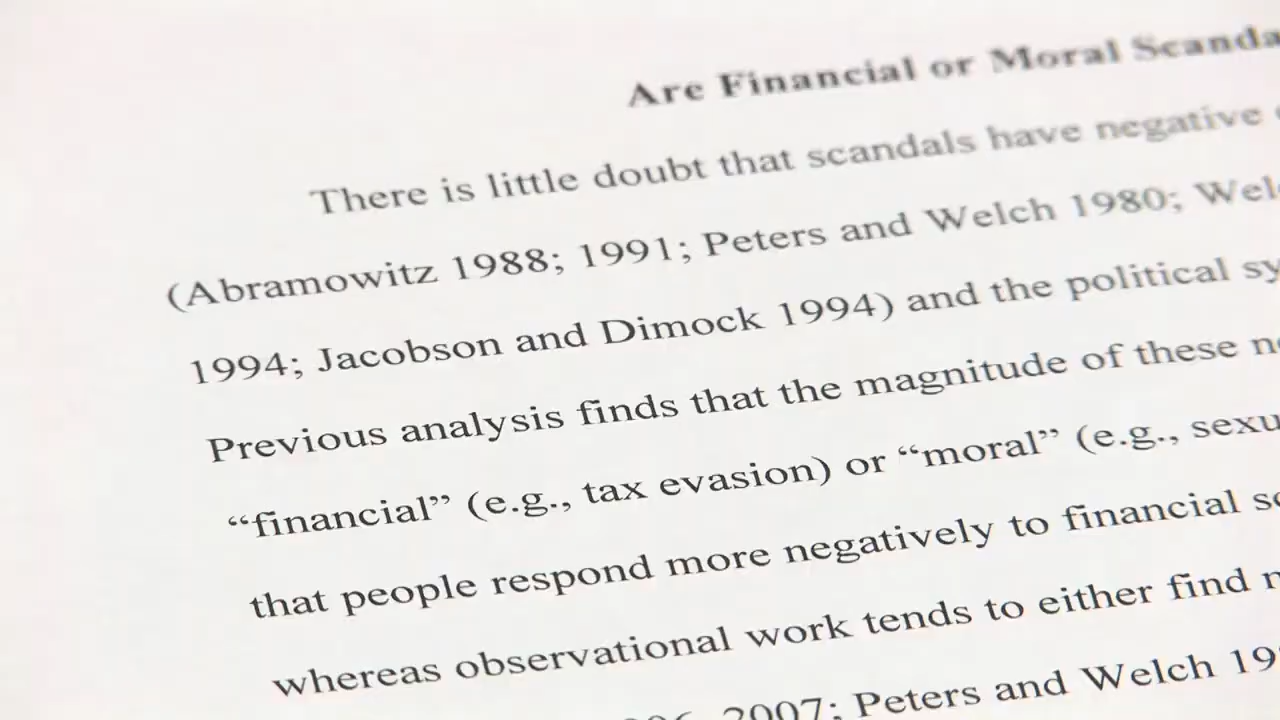 Are Financial or Moral Scanda
There is little doubt that scandals have negative
(Abramowitz 1988; 1991; Peters and Welch 1980; Wel
1994; Jacobson and Dimock 1994) and the political sy
Previous analysis finds that the magnitude of these ne
“financial” (e.g., tax evasion) or “moral” (e.g., sexu
that people respond more negatively to financial sc
whereas observational work tends to either find n
2007; Peters and Welch 19